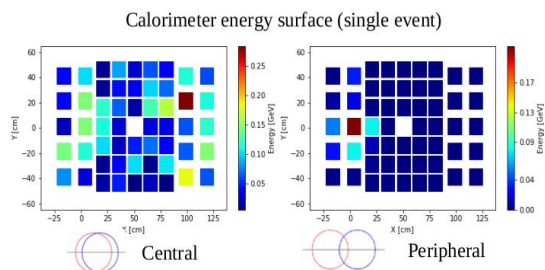 Calorimeter energy surface (single event)
60
40
20
0
−20
−40
−60
Y [cm]
−25 0 25 50 75 100 125
Y [cm]
0.25
0.20
0.15
0.10
0.05
Energy [GeV]
60
40
20
0
−20
−40
−60
Y [cm]
−25 0 25 50 75 100 125
X [cm]
0.17
0.13
0.08
0.04
0.00
Energy [GeV]
Central
Peripheral